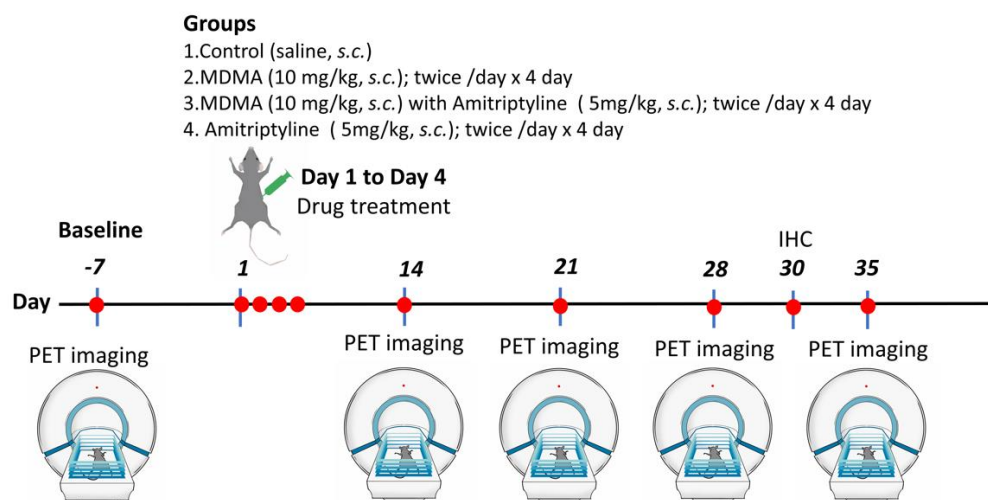 Groups
1.Control (saline, s.c.)
2.MDMA (10 mg/kg, s.c.); twice /day x 4 day
3.MDMA (10 mg/kg, s.c.) with Amitriptyline ( 5mg/kg, s.c.); twice /day x 4 day
4. Amitriptyline ( 5mg/kg, s.c.); twice /day x 4 day
Day 1 to Day 4
Drug treatment
Baseline
IHC
-7 1 14 21 28 30 35
Day
PET imaging PET imaging PET imaging PET imaging PET imaging